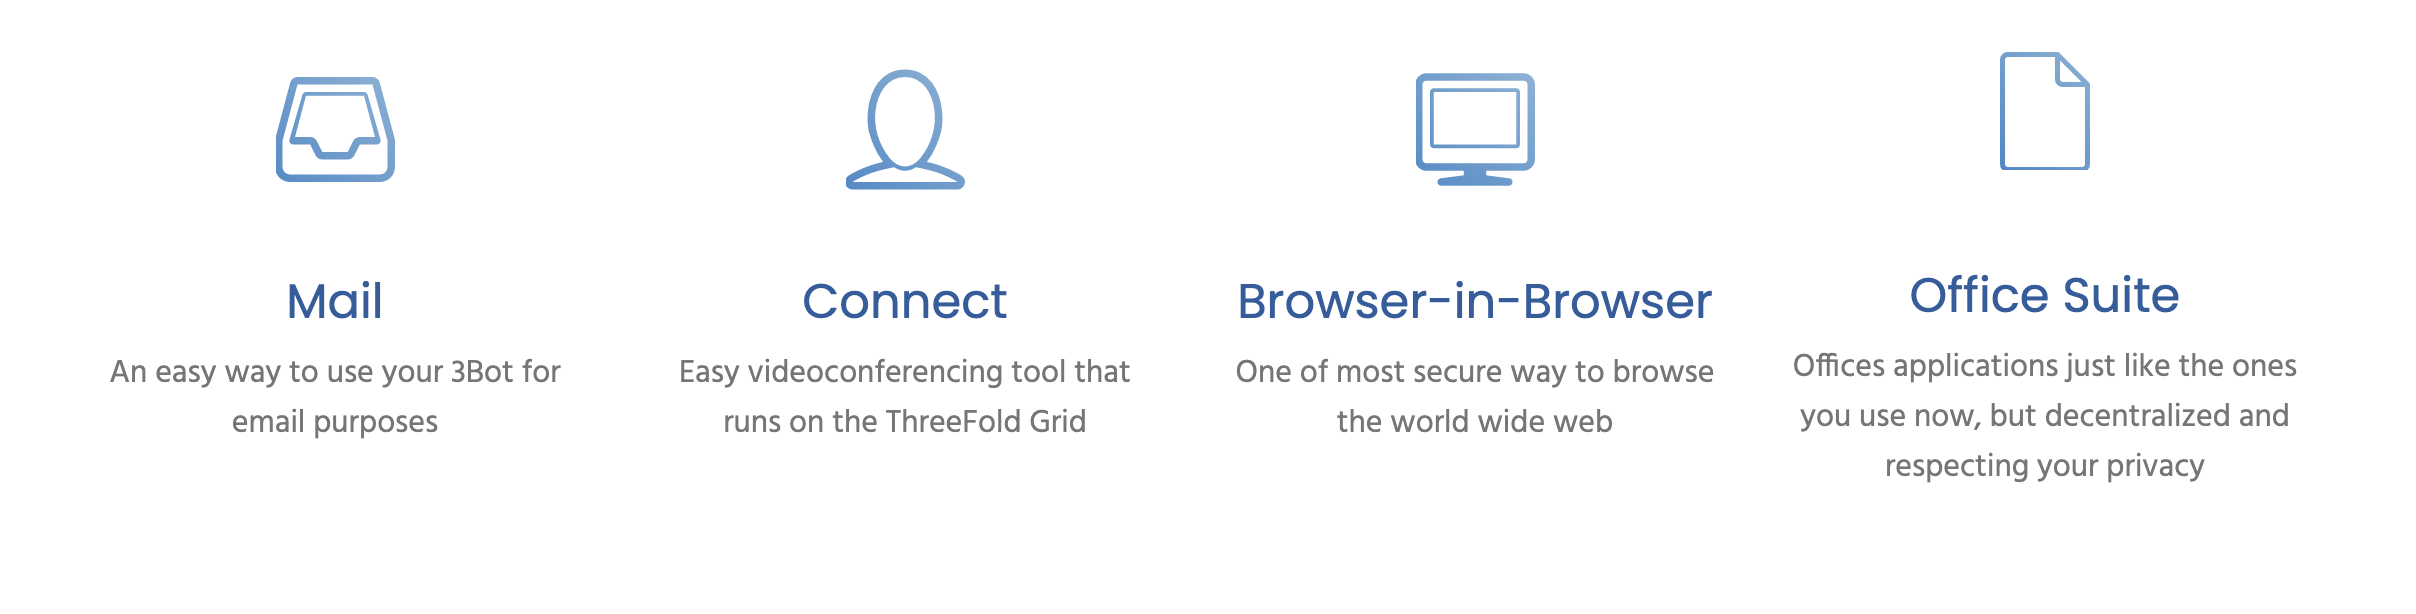 Mail
An easy way to use your 3Bot for
email purposes
Connect
Easy videoconferencing tool that
runs on the ThreeFold Grid
Browser-in-Browser
One of most secure way to browse
the world wide web
Office Suite
Offices applications just like the ones
you use now, but decentralized and
respecting your privacy